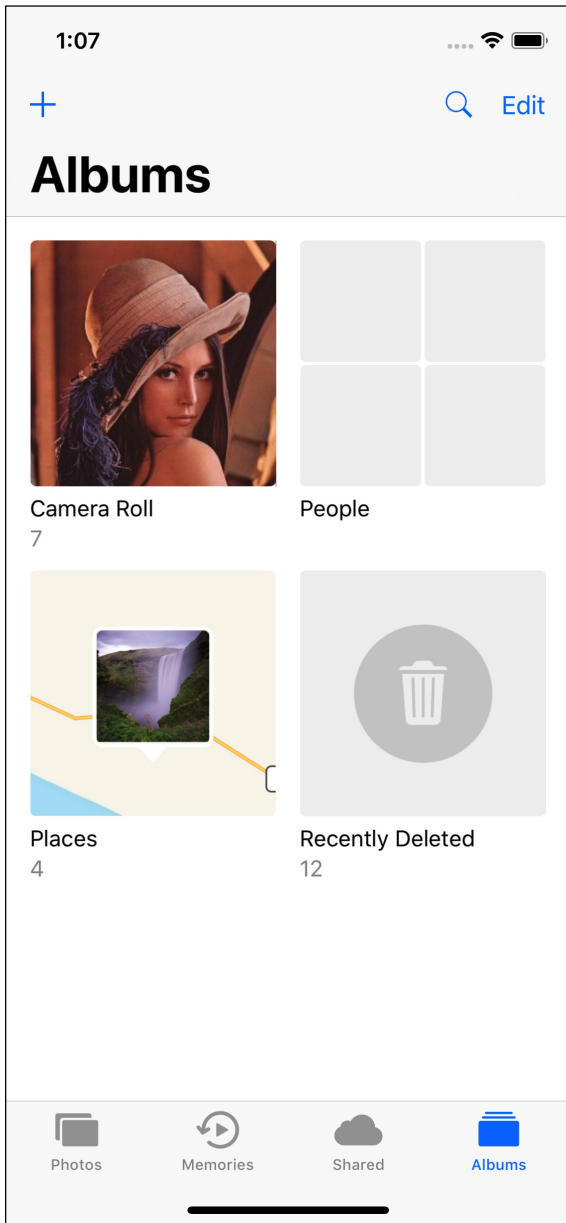 1:07
Edit
Albums
Camera Roll
People
7
Places
Recently Deleted
4
12
Photos
Memories
Shared
Albums